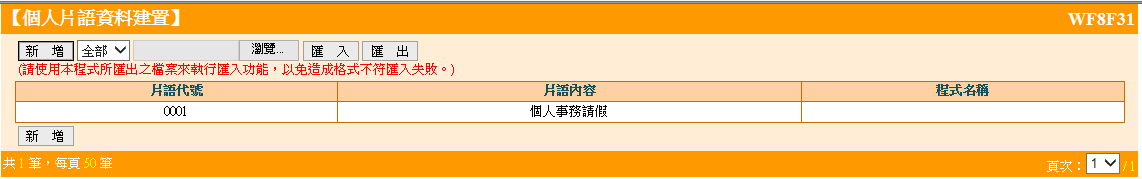 【個人片語資料建置】 WF8F31
新 增 全部 瀏覽... 匯 入 匯 出
(請使用本程式所匯出之檔案來執行匯入功能，以免造成格式不符匯入失敗。)
片語代號 片語內容 程式名稱
0001 個人事務請假
新 增
共 1 筆，每頁 50 筆 頁次： 1 / 1